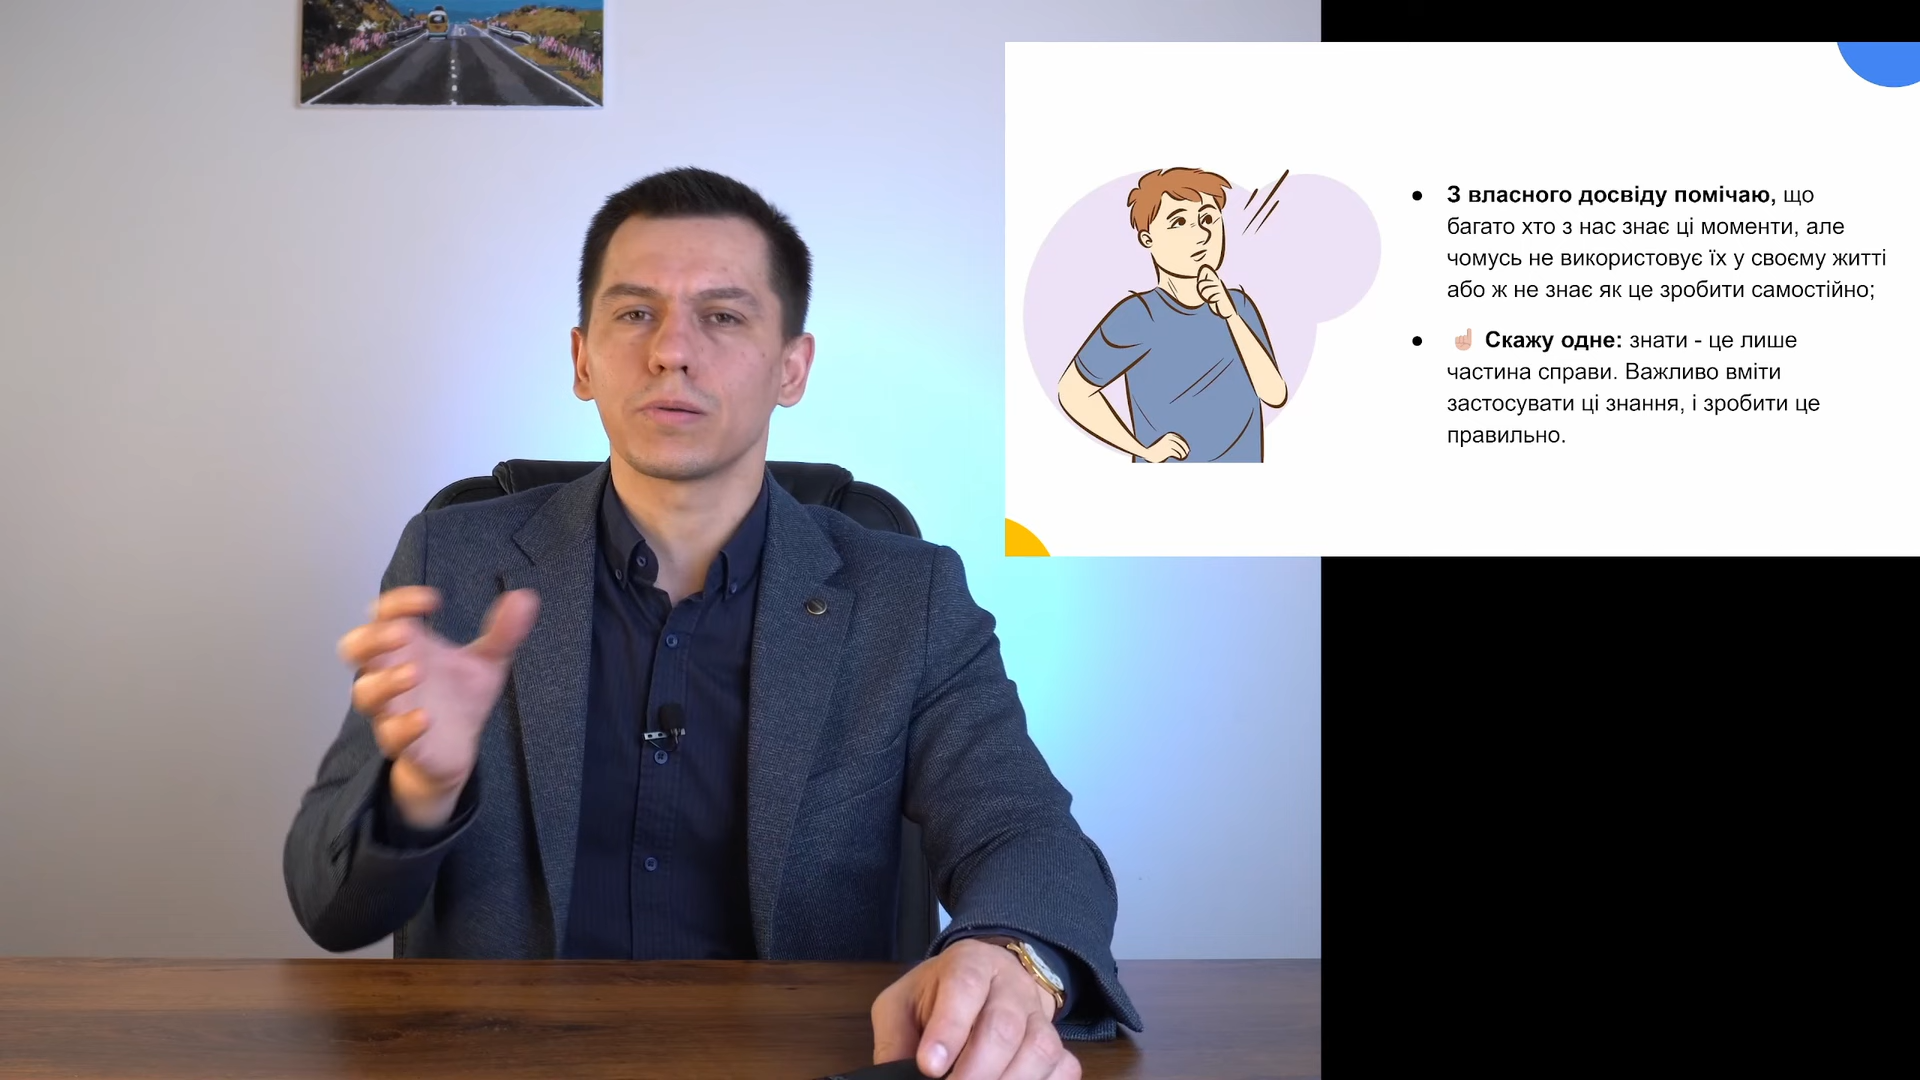 ● З власного досвіду помічаю, що
багато хто з нас знає ці моменти, але
чомусь не використовує їх у своєму житті
або ж не знає як це зробити самостійно;
● ☝🏻 Скажу одне: знати - це лише
частина справи. Важливо вміти
застосувати ці знання, і зробити це
правильно.